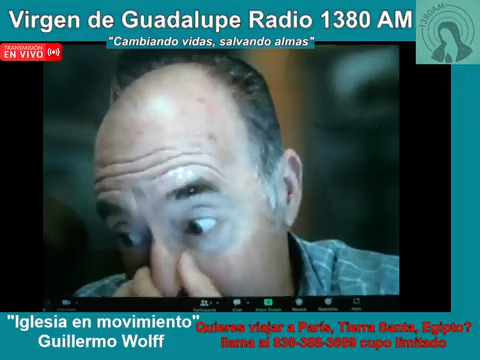 Virgen de Guadalupe Radio 1380 AM
"Cambiando vidas, salvando almas"
1380AM
TRANSMISIÓN
EN VIVO
"Iglesia en movimiento"
Guillermo Wolff
Quieres viajar a París, Tierra Santa, Egipto?
llama al 830-388-3009 cupo limitado